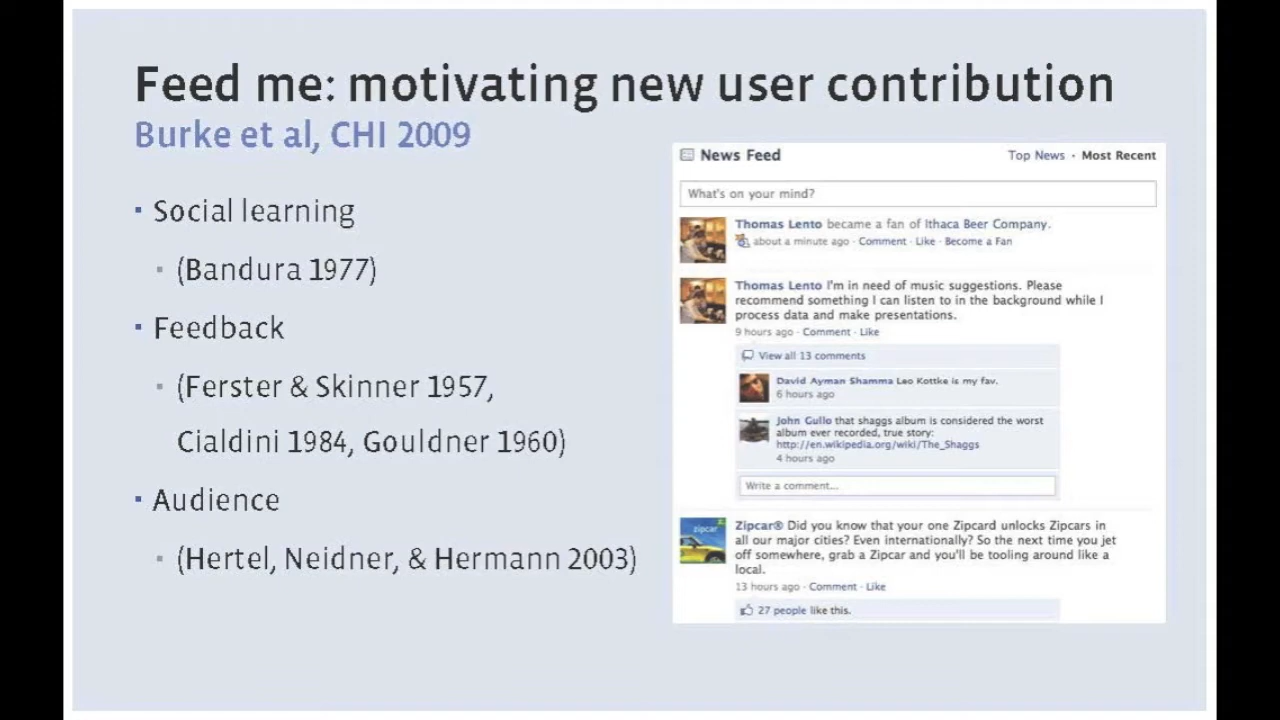 Feed me: motivating new user contribution
Burke et al, CHI 2009
Social learning
(Bandura 1977)
Feedback
(Ferster & Skinner 1957,
Cialdini 1984, Gouldner 1960)
Audience
(Hertel, Neidner, & Hermann 2003)
News Feed
Top News · Most Recent
What's on your mind?
Thomas Lento became a fan of Ithaca Beer Company.
about a minute ago · Comment · Like · Become a Fan
Thomas Lento I'm in need of music suggestions. Please
recommend something I can listen to in the background while I
process data and make presentations.
9 hours ago · Comment · Like
View all 13 comments
David Ayman Shamma Leo Kottke is my fav.
6 hours ago
John Gullo that shaggs album is considered the worst
album ever recorded, true story:
http://en.wikipedia.org/wiki/The_Shaggs
4 hours ago
Write a comment...
zipcar
Zipcar® Did you know that your one Zipcard unlocks Zipcars in
all our major cities? Even internationally? So the next time you jet
off somewhere, grab a Zipcar and you'll be tooling around like a
local.
13 hours ago · Comment · Like
27 people like this.